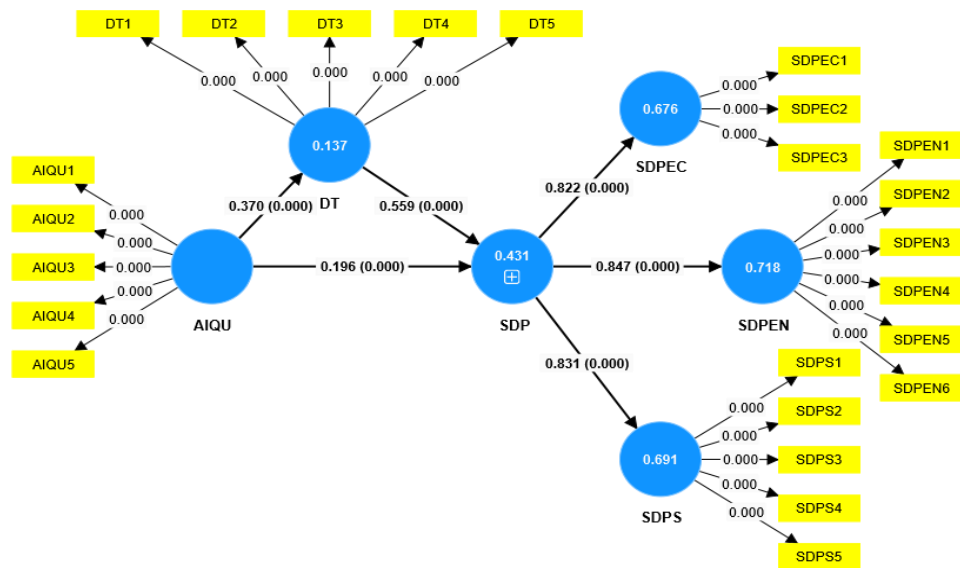 DT1
DT2
DT3
DT4
DT5
0.000
0.000
0.000
0.000
0.000
0.137
DT
AIQU1
AIQU2
AIQU3
AIQU4
AIQU5
0.000
0.000
0.000
0.000
0.000
AIQU
0.370 (0.000)
0.559 (0.000)
0.196 (0.000)
0.431
SDP
0.822 (0.000)
0.847 (0.000)
0.831 (0.000)
0.676
SDPEC
0.000
0.000
0.000
SDPEC1
SDPEC2
SDPEC3
0.718
SDPEN
0.000
0.000
0.000
0.000
0.000
0.000
SDPEN1
SDPEN2
SDPEN3
SDPEN4
SDPEN5
SDPEN6
0.691
SDPS
0.000
0.000
0.000
0.000
0.000
SDPS1
SDPS2
SDPS3
SDPS4
SDPS5